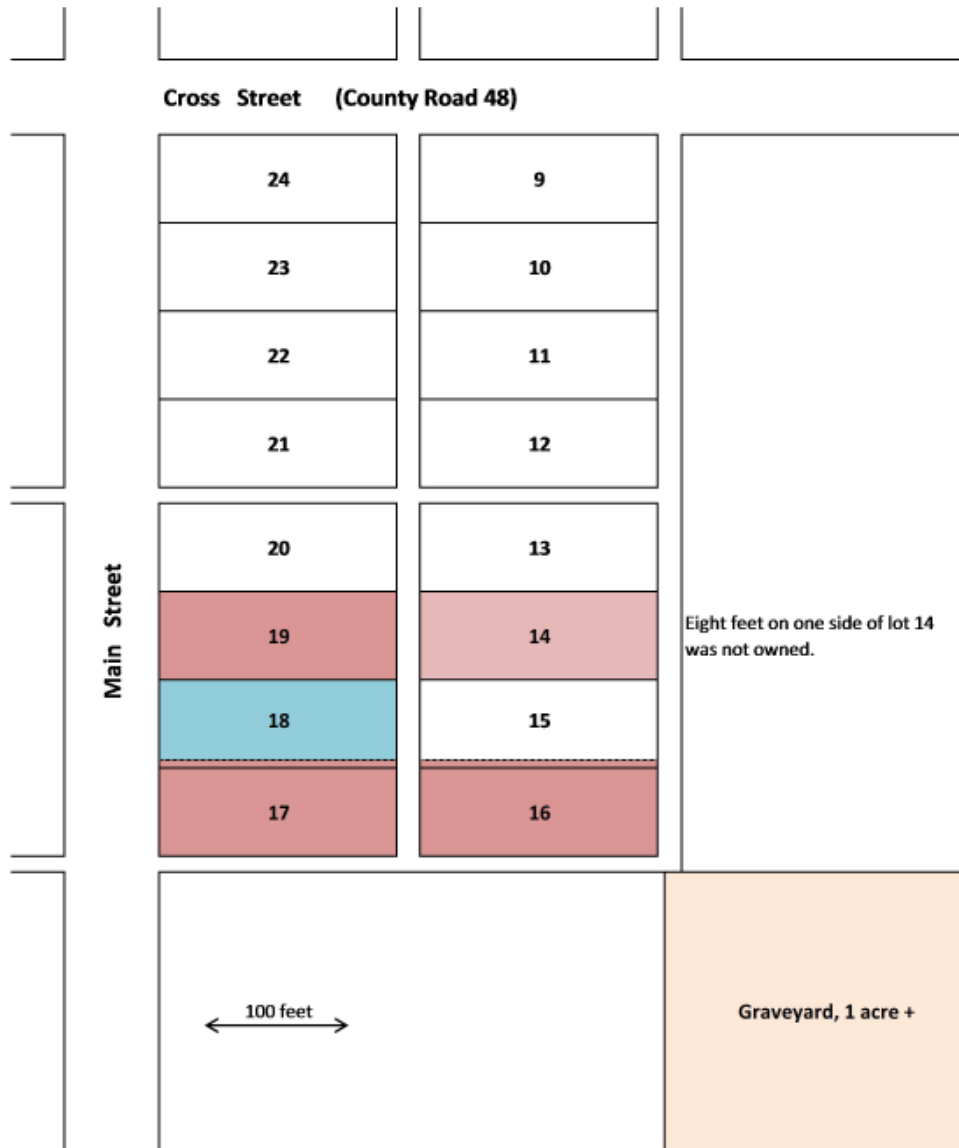 Cross Street (County Road 48)
24
9
23
10
22
11
21
12
20
13
Main Street
19
14
Eight feet on one side of lot 14
was not owned.
18
15
17
16
100 feet
Graveyard, 1 acre +